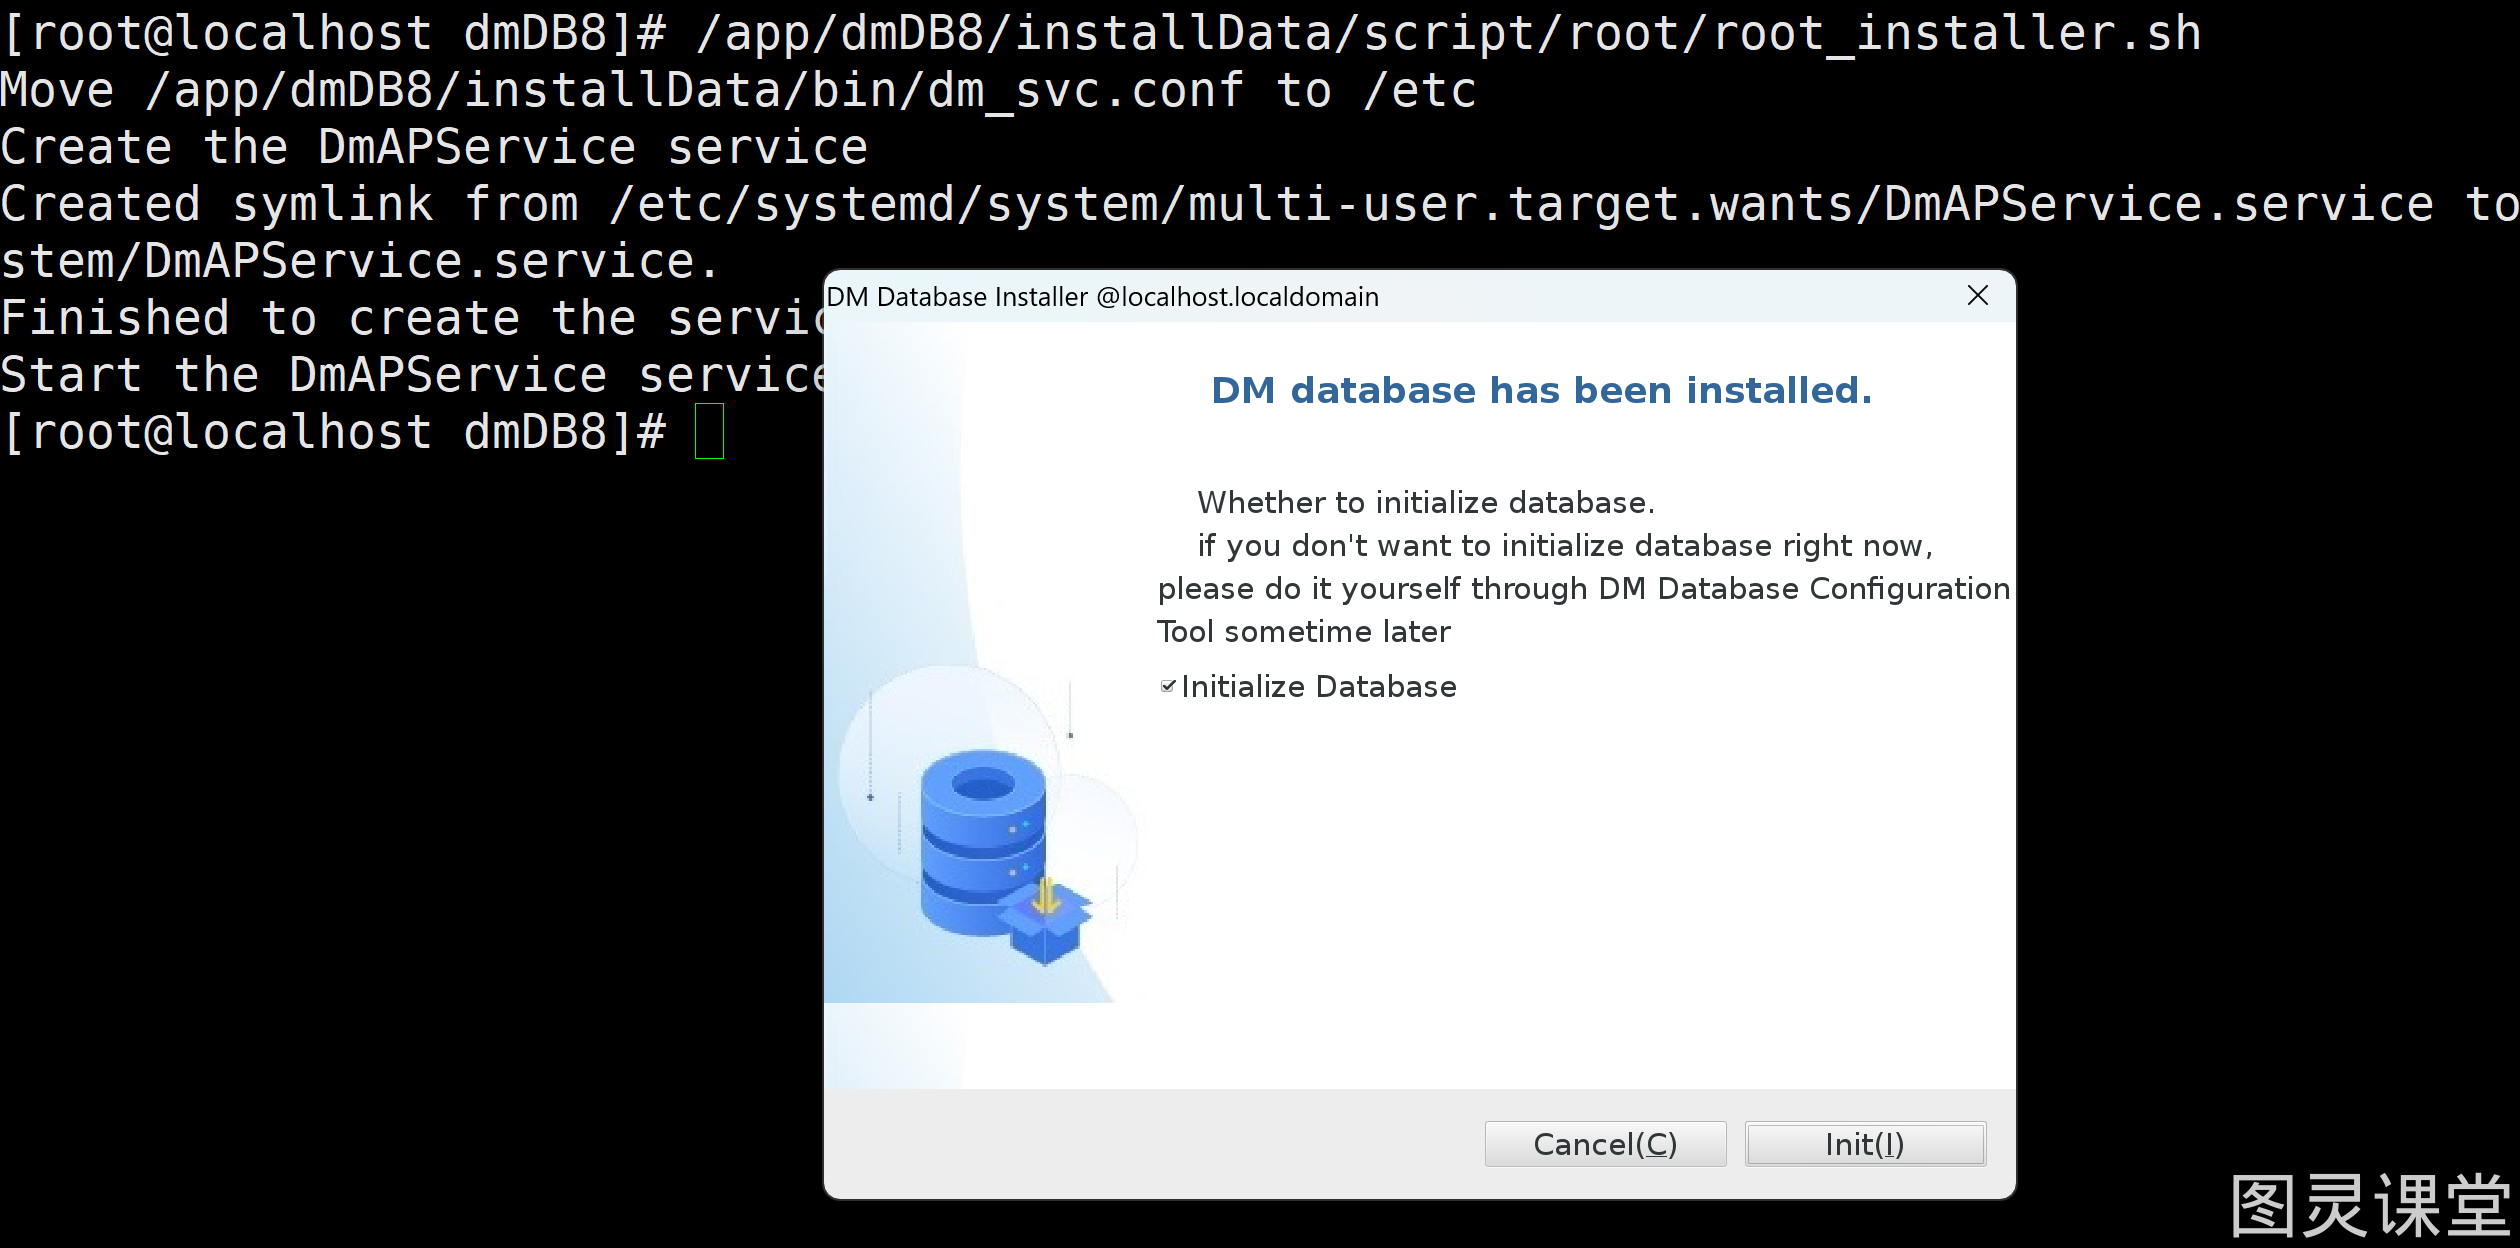 [root@localhost dmDB8]# /app/dmDB8/installData/script/root/root_installer.sh
Move /app/dmDB8/installData/bin/dm_svc.conf to /etc
Create the DmAPService service
Created symlink from /etc/systemd/system/multi-user.target.wants/DmAPService.service to
stem/DmAPService.service.
Finished to create the servic
Start the DmAPService service
[root@localhost dmDB8]#
DM Database Installer @localhost.localdomain
DM database has been installed.
Whether to initialize database.
if you don't want to initialize database right now,
please do it yourself through DM Database Configuration
Tool sometime later
Initialize Database
Cancel(C)
Init(I)
图灵课堂